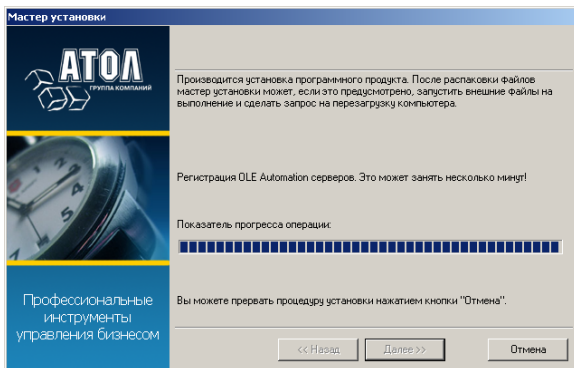 Мастер установки
АТОЛ
ГРУППА КОМПАНИЙ
Производится установка программного продукта. После распаковки файлов
мастер установки может, если это предусмотрено, запустить внешние файлы на
выполнение и сделать запрос на перезагрузку компьютера.
Регистрация OLE Automation серверов. Это может занять несколько минут!
Показатель прогресса операции:
Вы можете прервать процедуру установки нажатием кнопки "Отмена".
Профессиональные
инструменты
управления бизнесом
<< Назад
Далее >>
Отмена